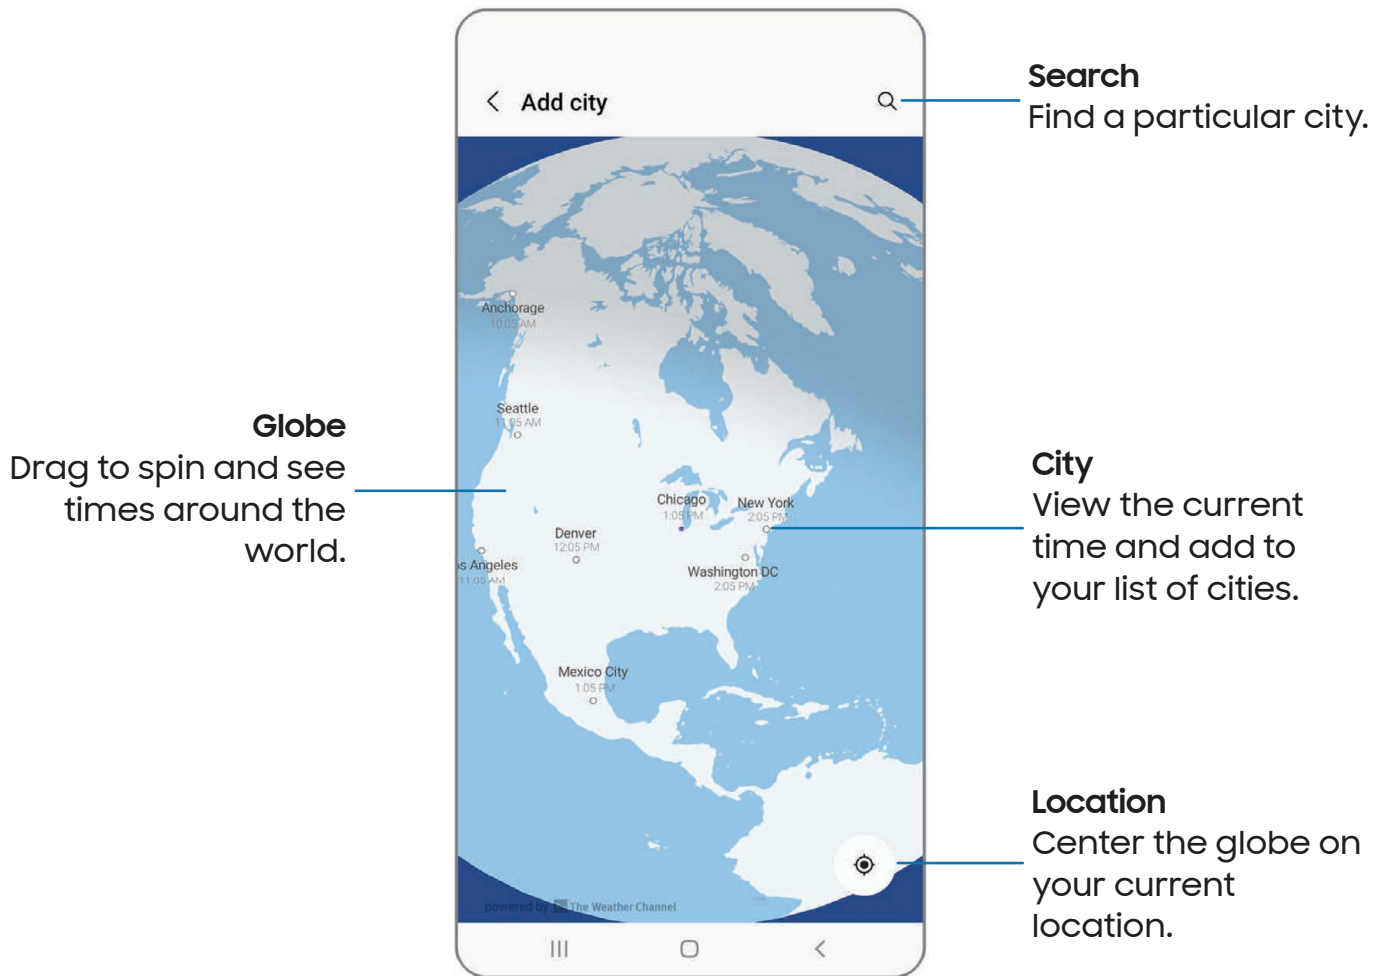 Add city
Search
Find a particular city.
Anchorage
10:05 AM
Seattle
11:05 AM
Globe
Drag to spin and see
times around the
world.
City
View the current
time and add to
your list of cities.
Chicago
1:05 PM
New York
2:05 PM
Denver
12:05 PM
os Angeles
11:05 AM
Washington DC
2:05 PM
Mexico City
1:05 PM
Location
Center the globe on
your current
location.
powered by The Weather Channel